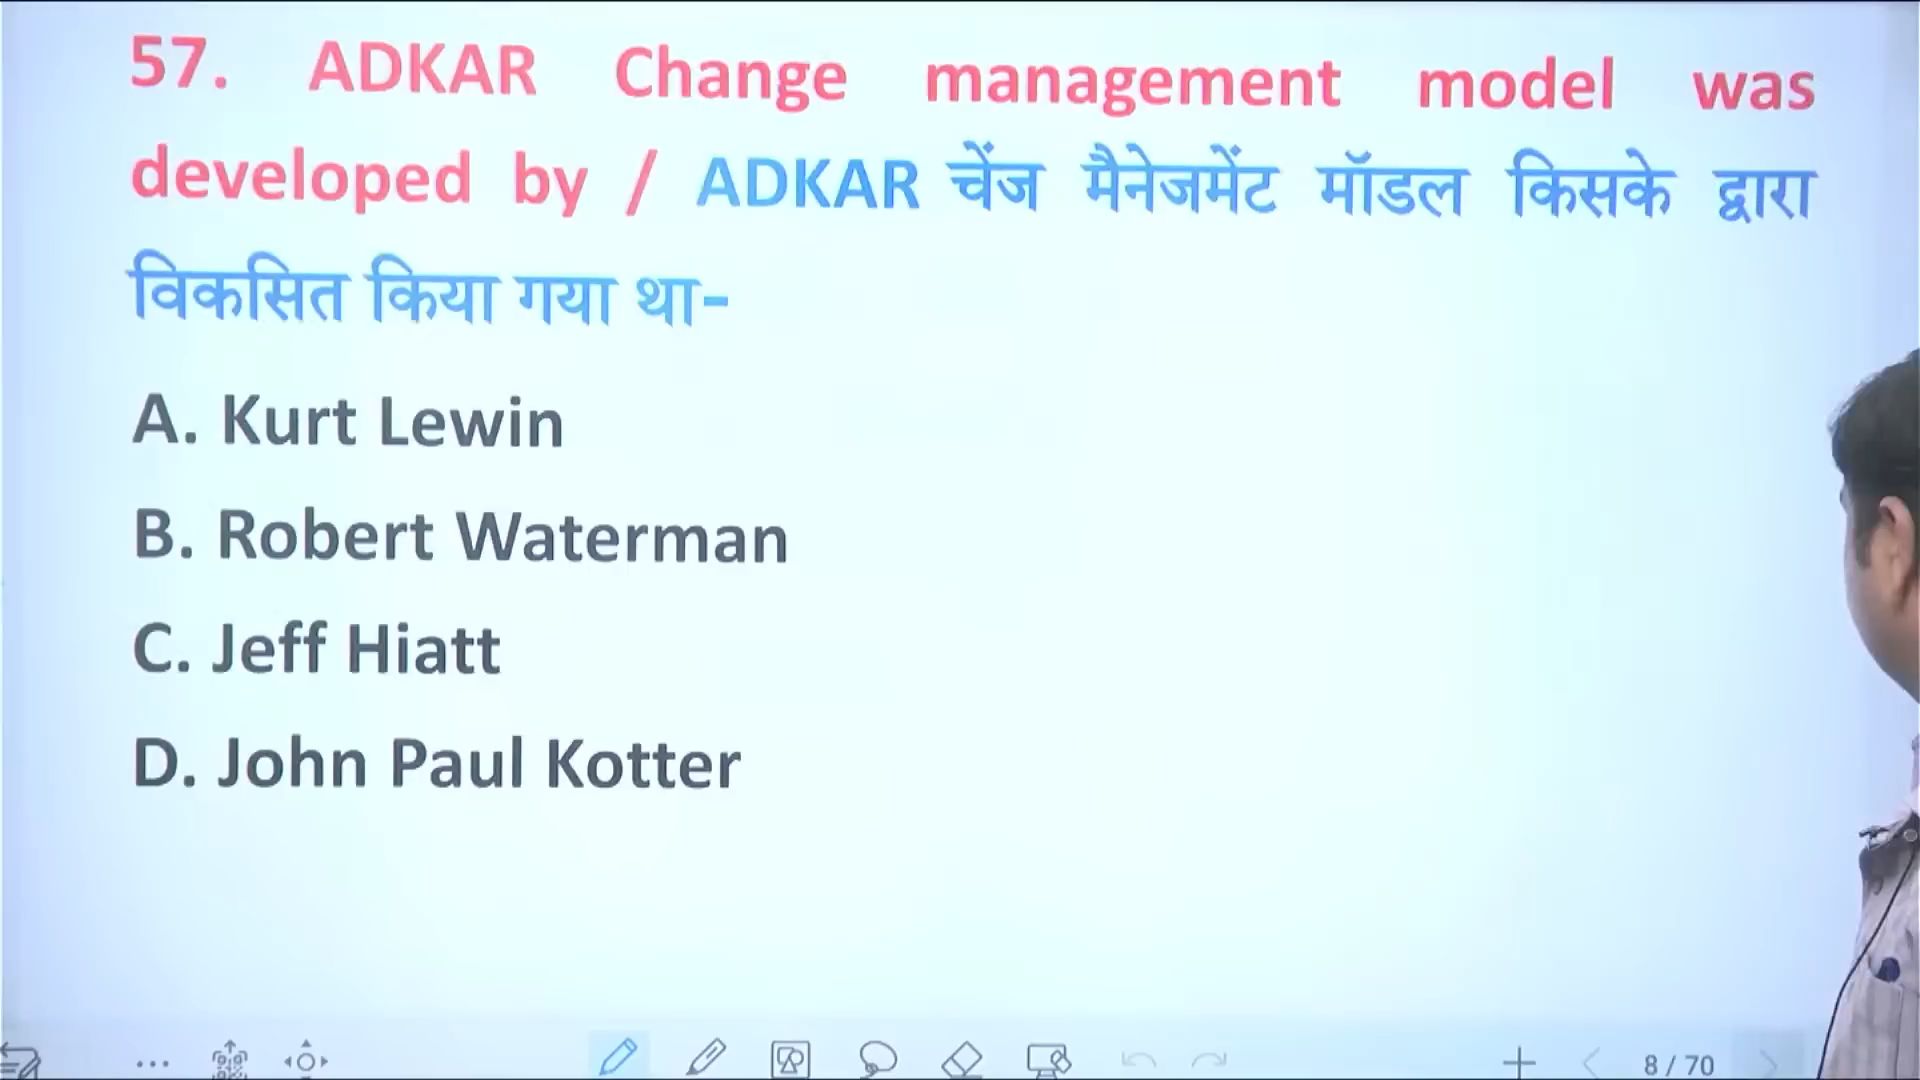 57. ADKAR Change management model was
developed by / ADKAR चेंज मैनेजमेंट मॉडल किसके द्वारा
विकसित किया गया था-
A. Kurt Lewin
B. Robert Waterman
C. Jeff Hiatt
D. John Paul Kotter
8 / 70